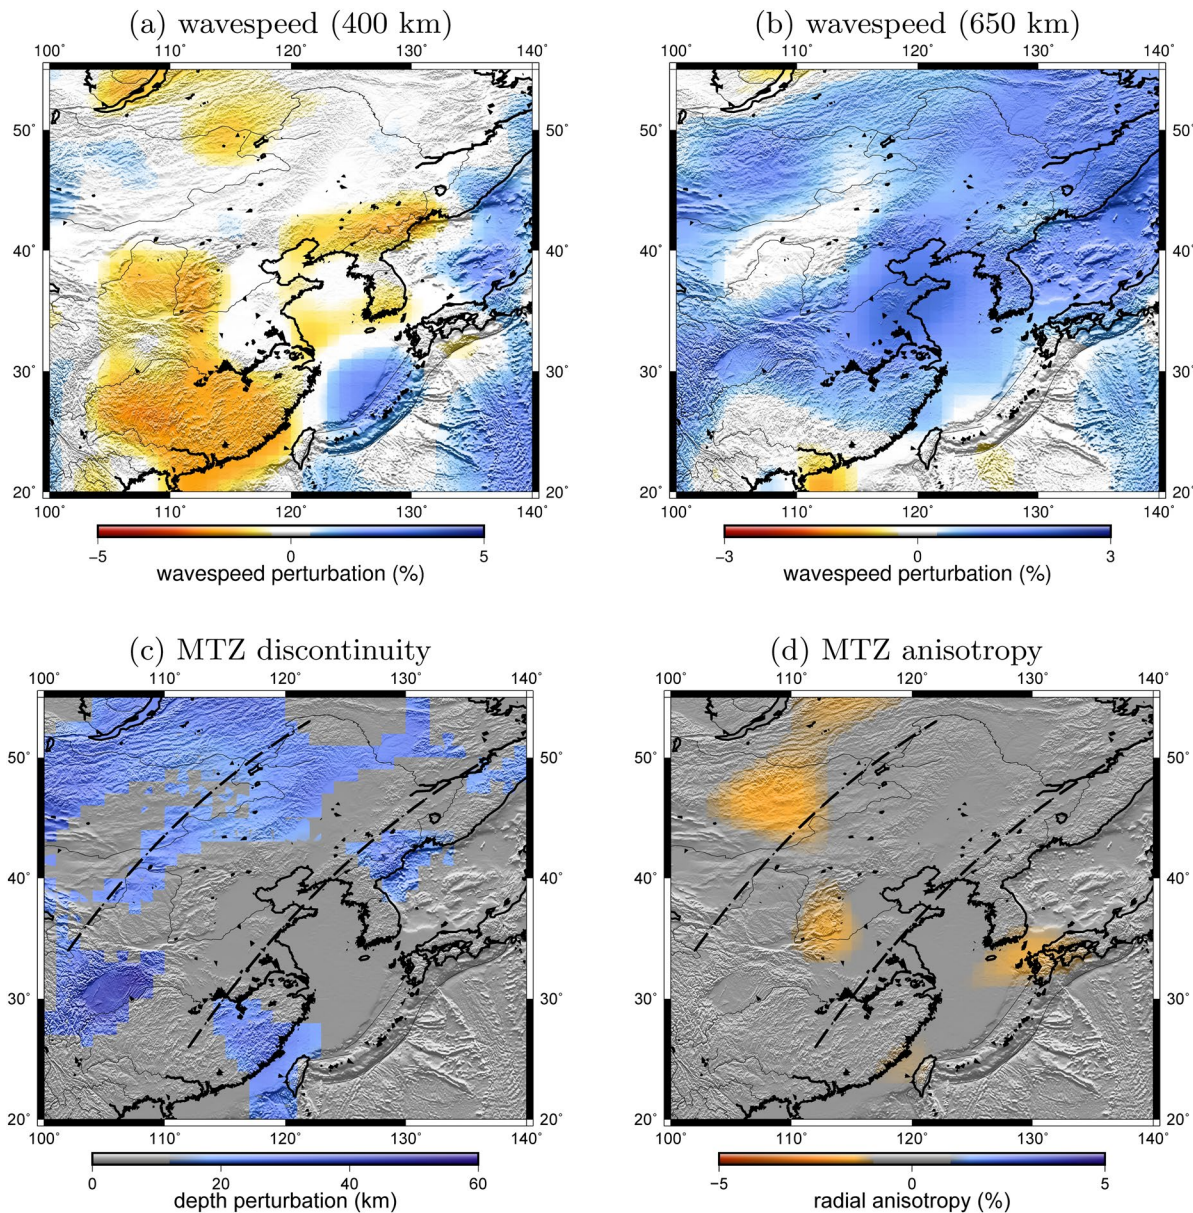 (a) wavespeed (400 km)
(b) wavespeed (650 km)
100˚ 110˚ 120˚ 130˚ 140˚
100˚ 110˚ 120˚ 130˚ 140˚
50˚ 50˚ 50˚ 50˚
40˚ 40˚ 40˚ 40˚
30˚ 30˚ 30˚ 30˚
20˚ 20˚ 20˚ 20˚
100˚ 110˚ 120˚ 130˚ 140˚
100˚ 110˚ 120˚ 130˚ 140˚
−5 0 5
−3 0 3
wavespeed perturbation (%)
wavespeed perturbation (%)
(c) MTZ discontinuity
(d) MTZ anisotropy
100˚ 110˚ 120˚ 130˚ 140˚
100˚ 110˚ 120˚ 130˚ 140˚
50˚ 50˚ 50˚ 50˚
40˚ 40˚ 40˚ 40˚
30˚ 30˚ 30˚ 30˚
20˚ 20˚ 20˚ 20˚
100˚ 110˚ 120˚ 130˚ 140˚
100˚ 110˚ 120˚ 130˚ 140˚
0 20 40 60
−5 0 5
depth perturbation (km)
radial anisotropy (%)